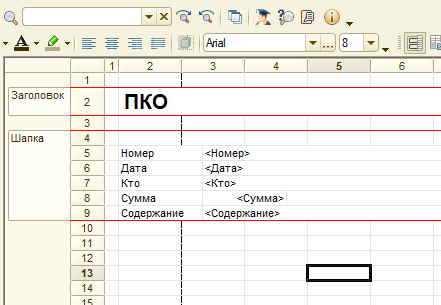 Arial 8
1 2 3 4 5 6
1
Заголовок 2 ПКО
3
Шапка 4
5 Номер <Номер>
6 Дата <Дата>
7 Кто <Кто>
8 Сумма <Сумма>
9 Содержание <Содержание>
10
11
12
13
14
15